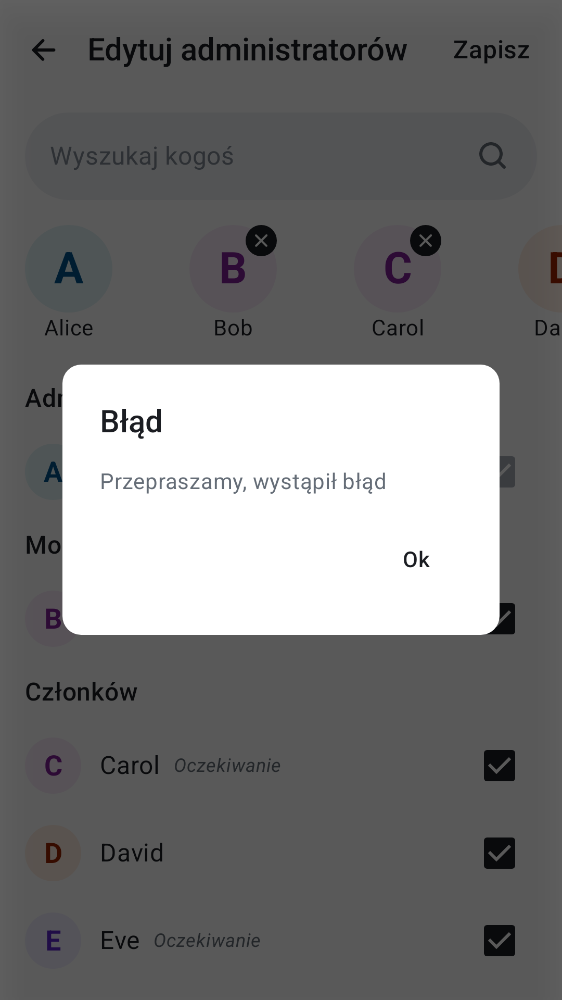 Edytuj administratorów
Zapisz
Wyszukaj kogoś
A
B
C
Alice
Bob
Carol
Da
Błąd
Przepraszamy, wystąpił błąd
Ok
A
Mo
B
Członków
C
Carol Oczekiwanie
D
David
E
Eve Oczekiwanie